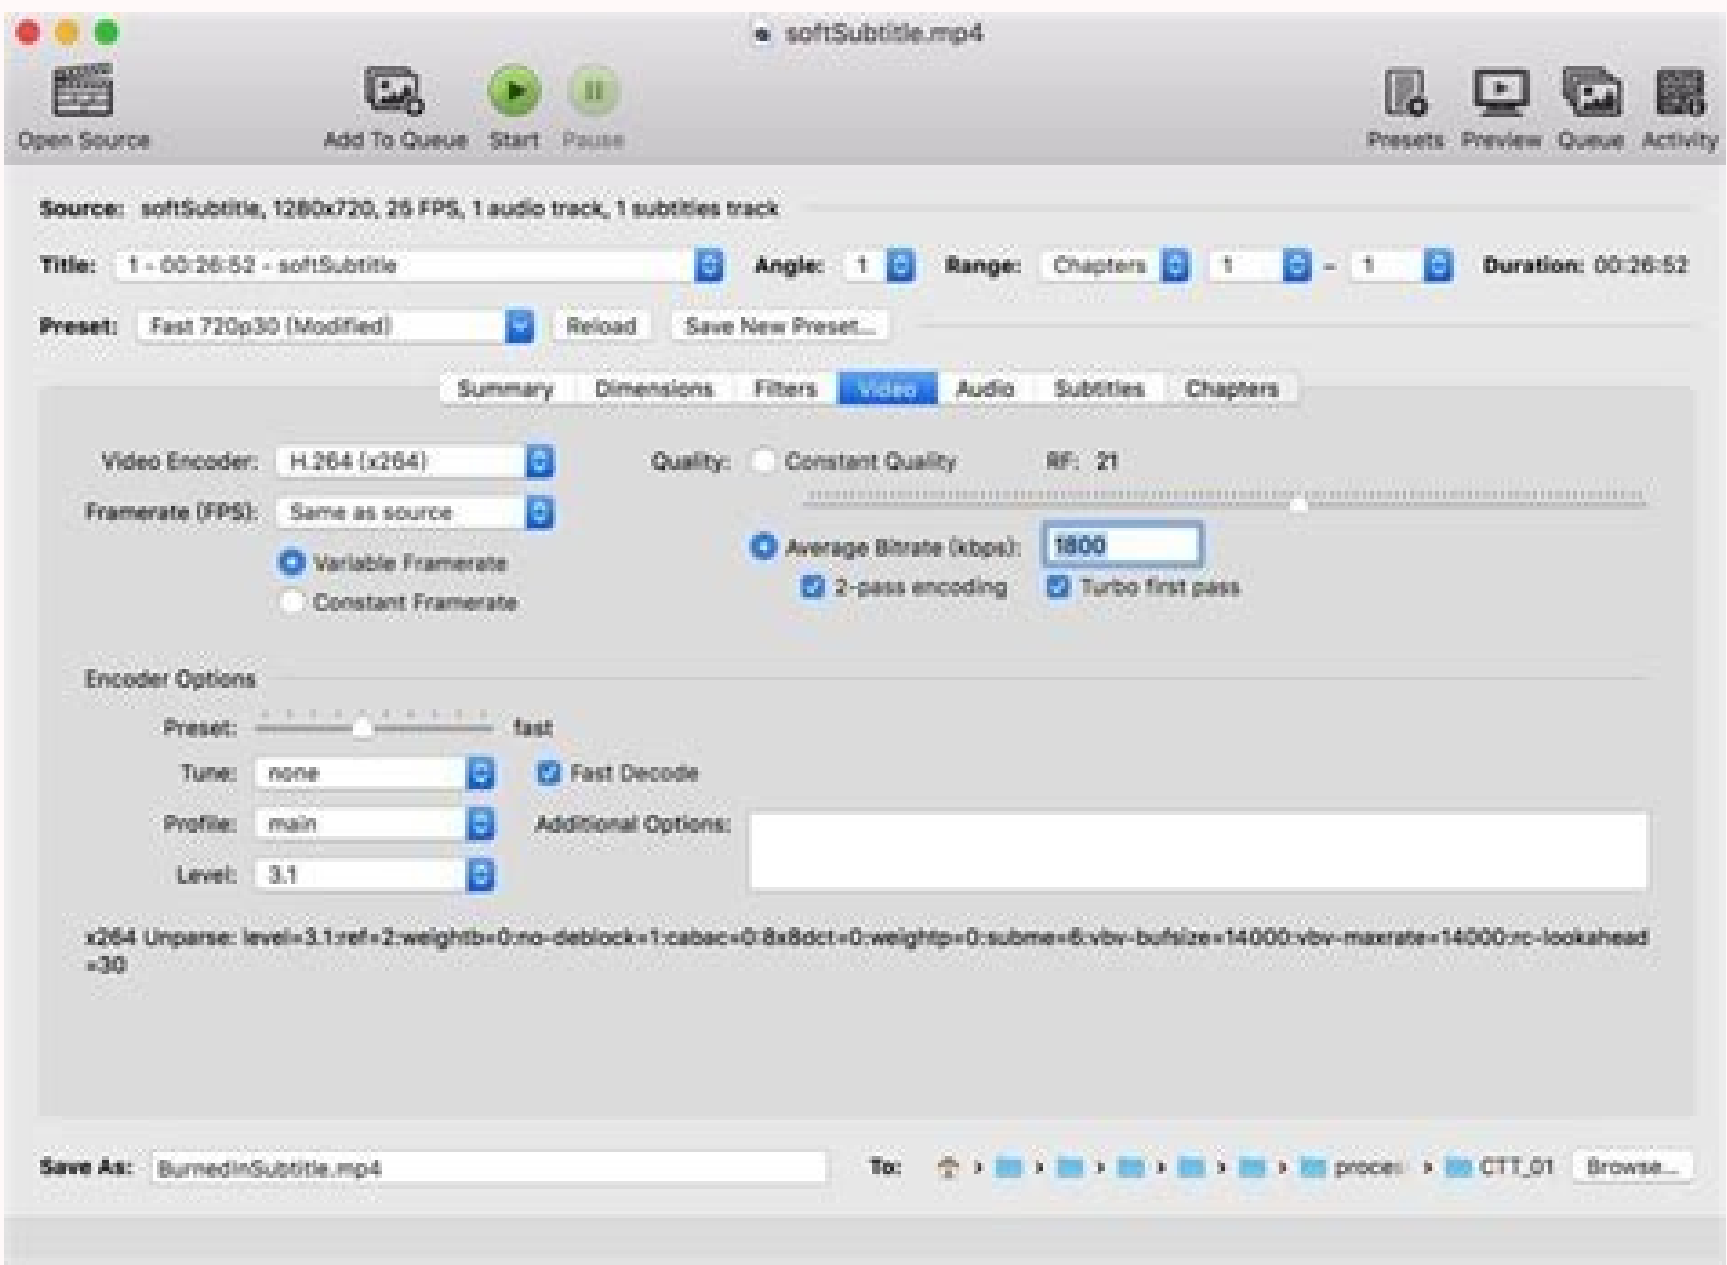 softSubtitle.mp4
Open Source
Add To Queue
Start
Pause
Presets
Preview
Queue
Activity
Source: softSubtitle, 1280x720, 25 FPS, 1 audio track, 1 subtitles track
Title: 1 - 00:26:52 - softSubtitle Angle: 1 Range: Chapters 1 - 1 Duration: 00:26:52
Preset: Fast 720p30 (Modified) Reload Save New Preset...
Summary Dimensions Filters Video Audio Subtitles Chapters
Video Encoder: H.264 (x264) Quality: Constant Quality RF: 21
Framerate (FPS): Same as source
Average Bitrate (kbps): 1800
Variable Framerate
2-pass encoding Turbo first pass
Constant Framerate
Encoder Options
Preset: fast
Tune: none Fast Decode
Profile: main Additional Options:
Level: 3.1
x264 Unparse: level=3.1:ref=2:weightb=0:no-deblock=1:cabac=0:8x8dct=0:weightp=0:subme=6:vbv-bufsize=14000:vbv-maxrate=14000:rc-lookahead
=30
Save As: BurnedInSubtitle.mp4 To: › › › › › › proce › CTT_01 Browse...